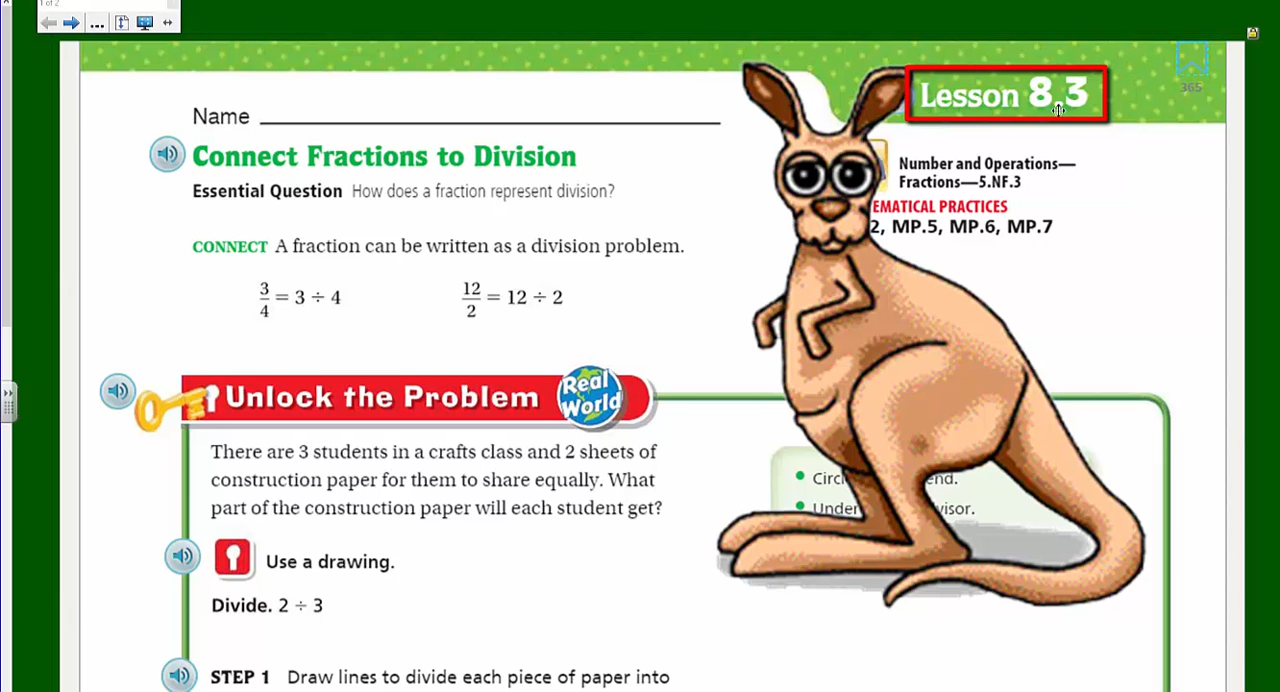 1 of 2
Lesson 8.3
365
Name
Connect Fractions to Division
Essential Question How does a fraction represent division?
Number and Operations—
Fractions—5.NF.3
PRACTICES
MP.5, MP.6, MP.7
CONNECT A fraction can be written as a division problem.
3/4 = 3 ÷ 4 12/2 = 12 ÷ 2
Unlock the Problem
Real
World
There are 3 students in a crafts class and 2 sheets of
construction paper for them to share equally. What
part of the construction paper will each student get?
Use a drawing.
Divide. 2 ÷ 3
STEP 1 Draw lines to divide each piece of paper into